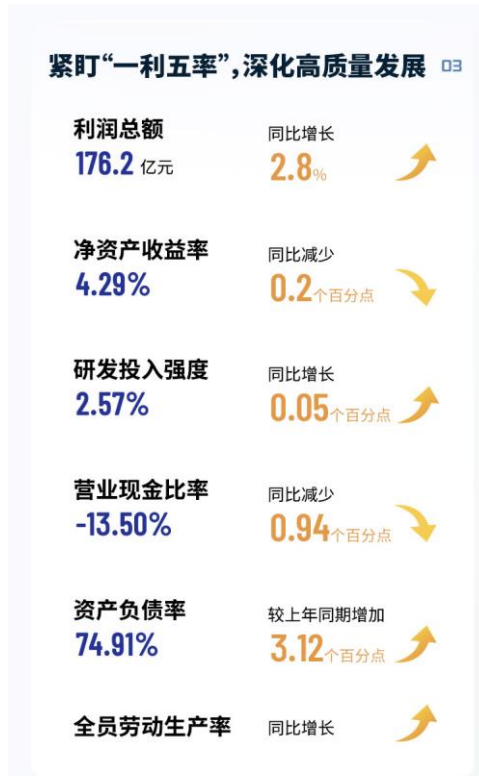 紧盯“一利五率”,深化高质量发展 03
利润总额
同比增长
176.2 亿元
2.8%
净资产收益率
同比减少
4.29%
0.2个百分点
研发投入强度
同比增长
2.57%
0.05个百分点
营业现金比率
同比减少
-13.50%
0.94个百分点
资产负债率
较上年同期增加
74.91%
3.12个百分点
全员劳动生产率
同比增长